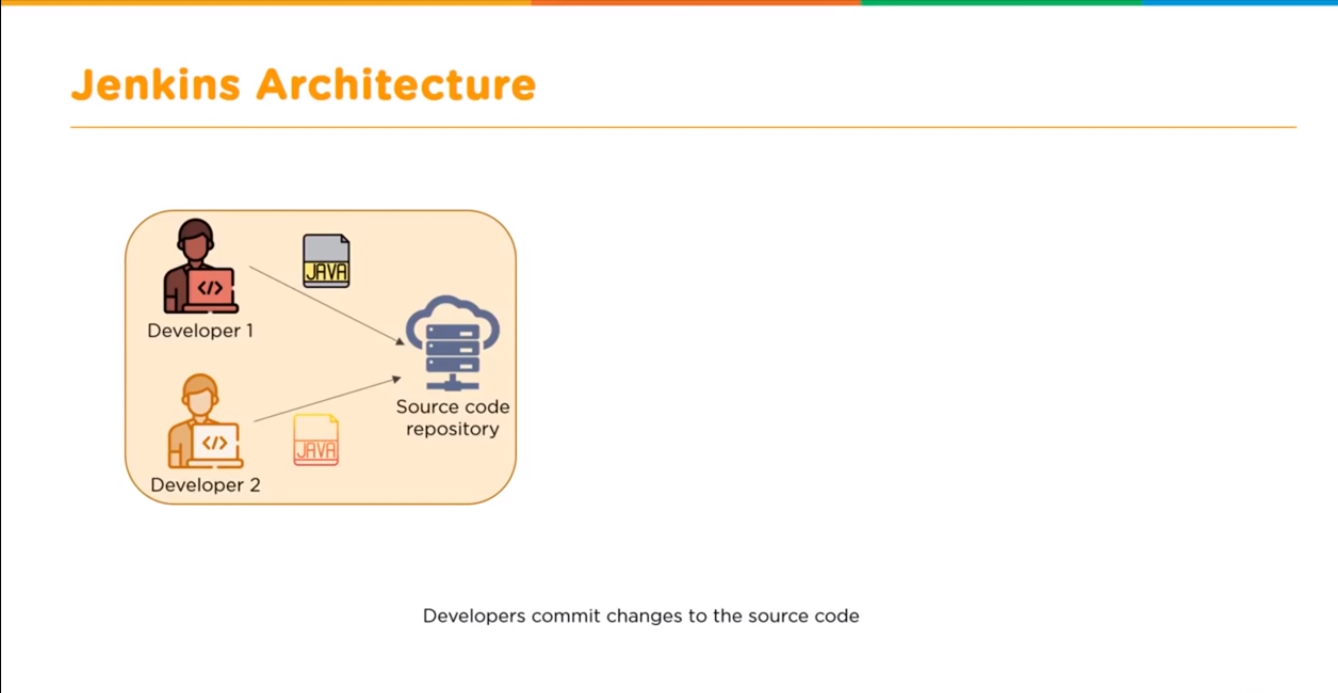 Jenkins Architecture
JAVA
Developer 1
Source code
repository
JAVA
Developer 2
Developers commit changes to the source code